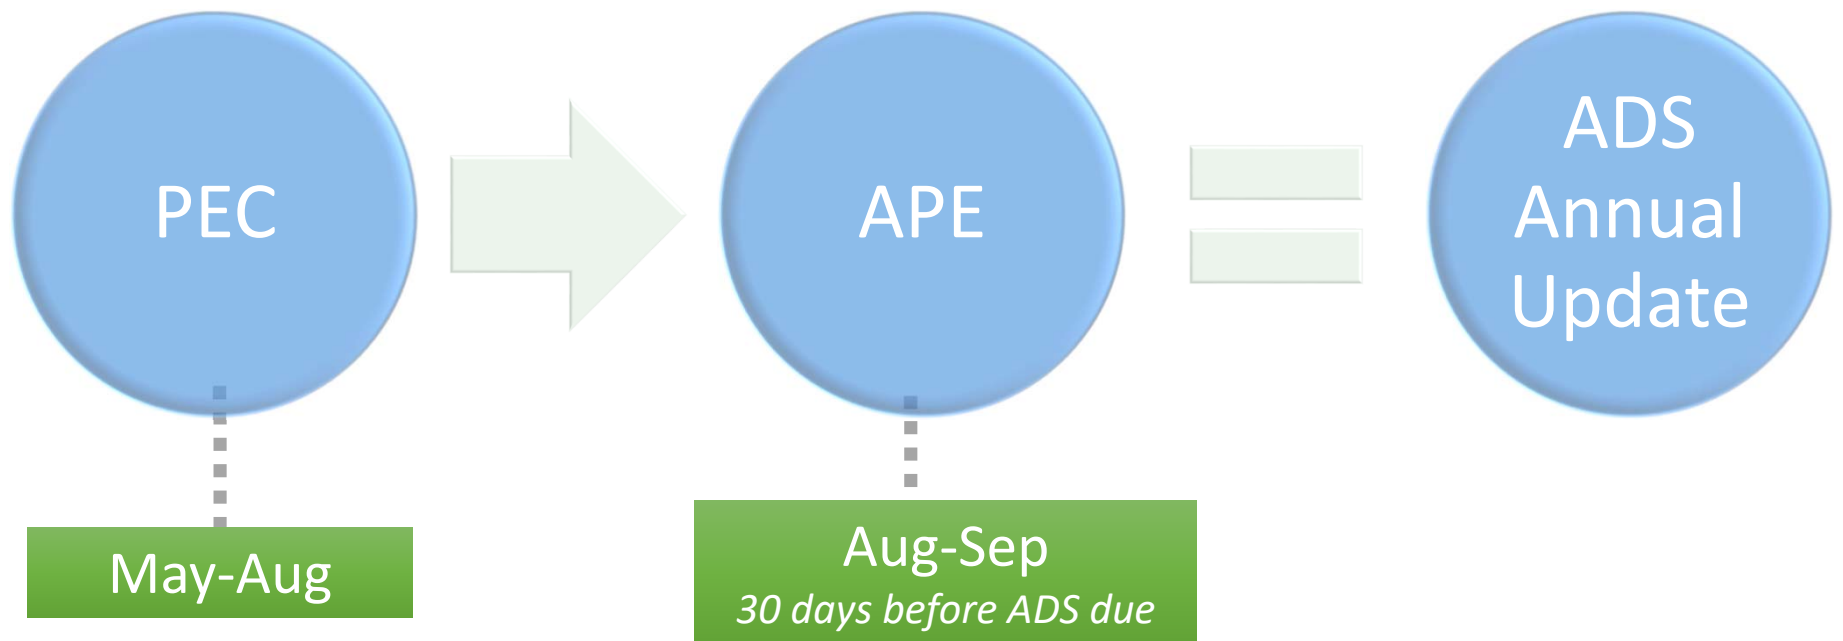 PEC
APE
ADS
Annual
Update
May-Aug
Aug-Sep
30 days before ADS due